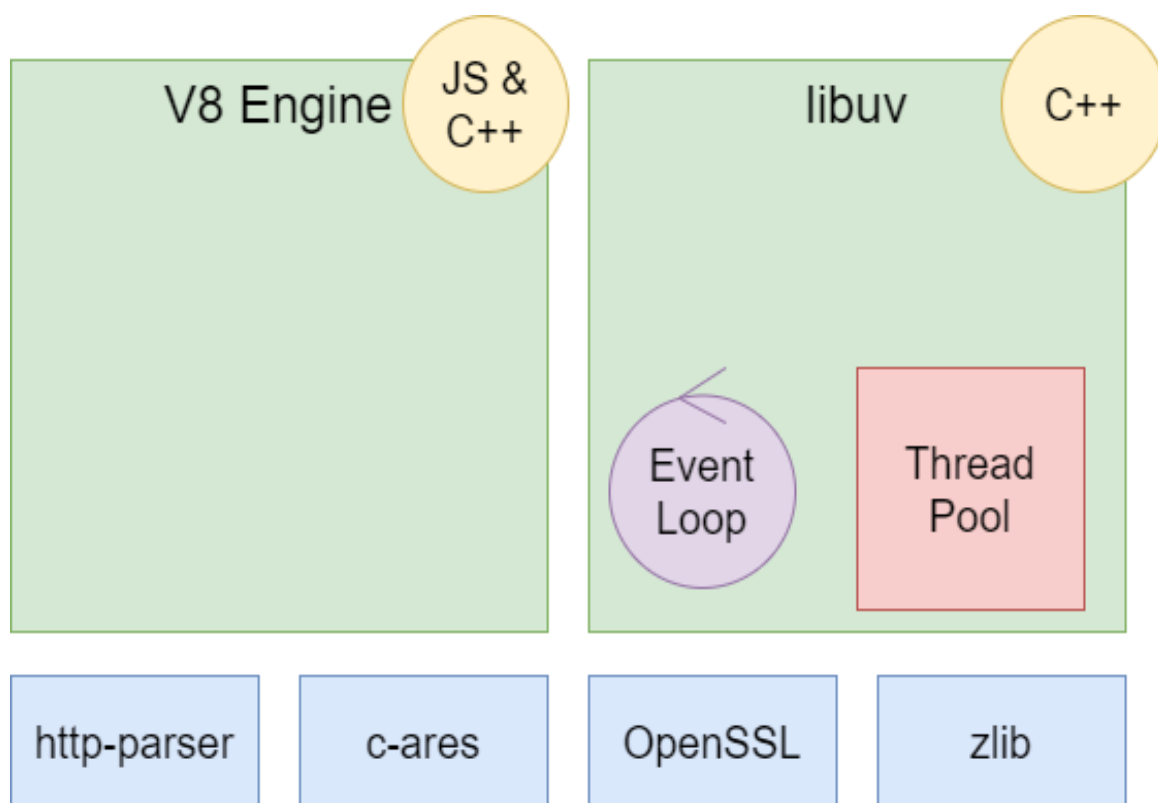 V8 Engine
JS &
C++
libuv
C++
Event
Loop
Thread
Pool
http-parser
c-ares
OpenSSL
zlib